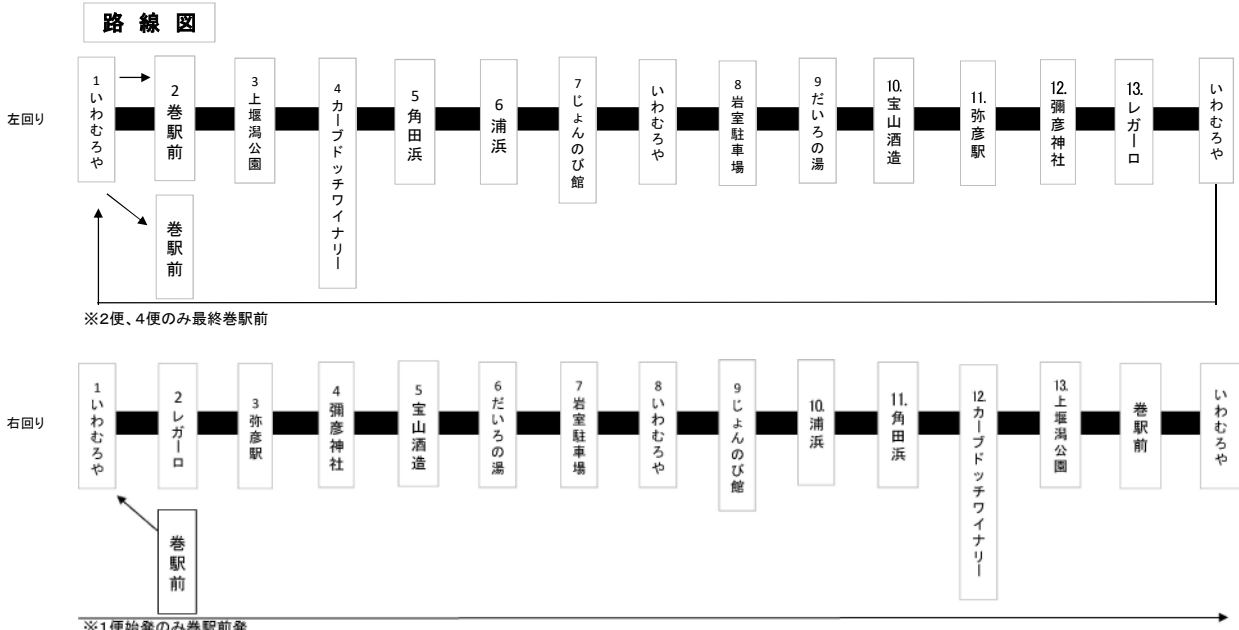 路線図
左回り
1いわむろや
2巻駅前
3上堰潟公園
4カーブドッチワイナリー
5角田浜
6浦浜
7じょんのび館
いわむろや
8岩室駐車場
9だいろの湯
10.宝山酒造
11.弥彦駅
12.彌彦神社
13.レガーロ
いわむろや
巻駅前
※2便、4便のみ最終巻駅前
右回り
1いわむろや
2レガーロ
3弥彦駅
4彌彦神社
5宝山酒造
6だいろの湯
7岩室駐車場
8いわむろや
9じょんのび館
10.浦浜
11.角田浜
12.カーブドッチワイナリー
13.上堰潟公園
巻駅前
いわむろや
巻駅前
※1便始発のみ巻駅前発